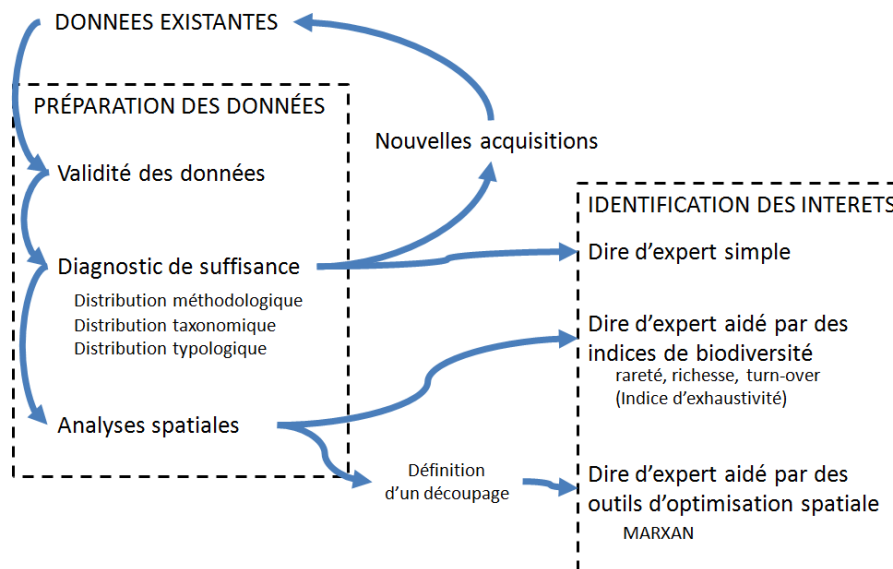 DONNEES EXISTANTES
PRÉPARATION DES DONNÉES
Validité des données
Diagnostic de suffisance
Distribution méthodologique
Distribution taxonomique
Distribution typologique
Analyses spatiales
Nouvelles acquisitions
Définition
d'un découpage
IDENTIFICATION DES INTERETS
Dire d'expert simple
Dire d'expert aidé par des
indices de biodiversité
rareté, richesse, turn-over
(Indice d'exhaustivité)
Dire d'expert aidé par des
outils d'optimisation spatiale
MARXAN